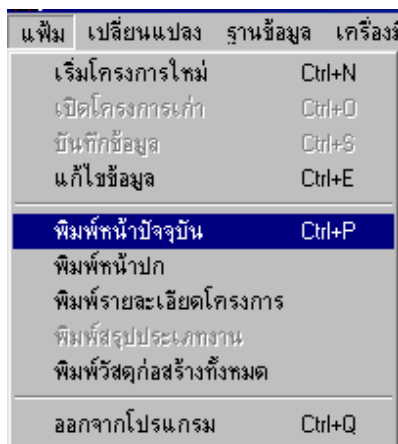 แฟ้ม เปลี่ยนแปลง ฐานข้อมูล
เริ่มโครงการใหม่ Ctrl+N
เปิดโครงการเก่า Ctrl+O
บันทึกข้อมูล Ctrl+S
แก้ไขข้อมูล Ctrl+E
พิมพ์หน้าปัจจุบัน Ctrl+P
พิมพ์หน้าปก
พิมพ์รายละเอียดโครงการ
พิมพ์สรุปประเภทงาน
พิมพ์วัสดุก่อสร้างทั้งหมด
ออกจากโปรแกรม Ctrl+Q